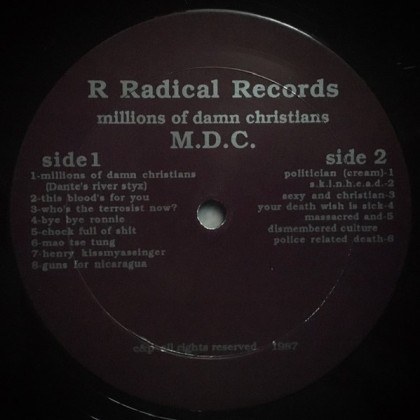 R Radical Records
millions of damn christians
M.D.C.
side 1
1-millions of damn christians
(Dante's river styx)
2-this blood's for you
3-who's the terrosist now?
4-bye bye ronnie
5-chock full of shit
6-mao tse tung
7-henry kissmyassinger
8-guns for nicaragua
side 2
politician (cream)-1
s.k.i.n.h.e.a.d.-2
sexy and christian-3
your death wish is sick-4
massacred and-5
dismembered culture
police related death-6
all rights reserved 1987